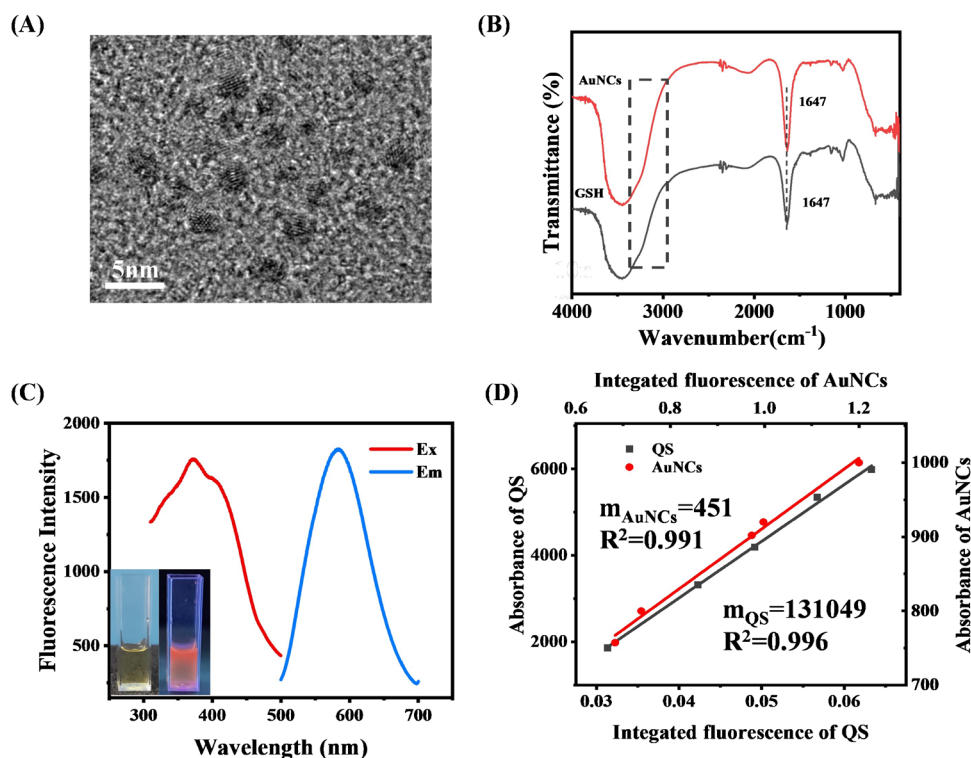 (A)
5nm
(B)
Transmittance (%)
AuNCs
1647
GSH
1647
4000 3000 2000 1000
Wavenumber(cm⁻¹)
(C)
Fluorescence Intensity
2000
1500
1000
500
Ex
Em
300 400 500 600 700
Wavelength (nm)
(D)
Integated fluorescence of AuNCs
0.6 0.8 1.0 1.2
Absorbance of QS
6000
4000
2000
QS
AuNCs
m_AuNCs=451
R²=0.991
m_QS=131049
R²=0.996
1000
900
800
700
Absorbance of AuNCs
0.03 0.04 0.05 0.06
Integated fluorescence of QS